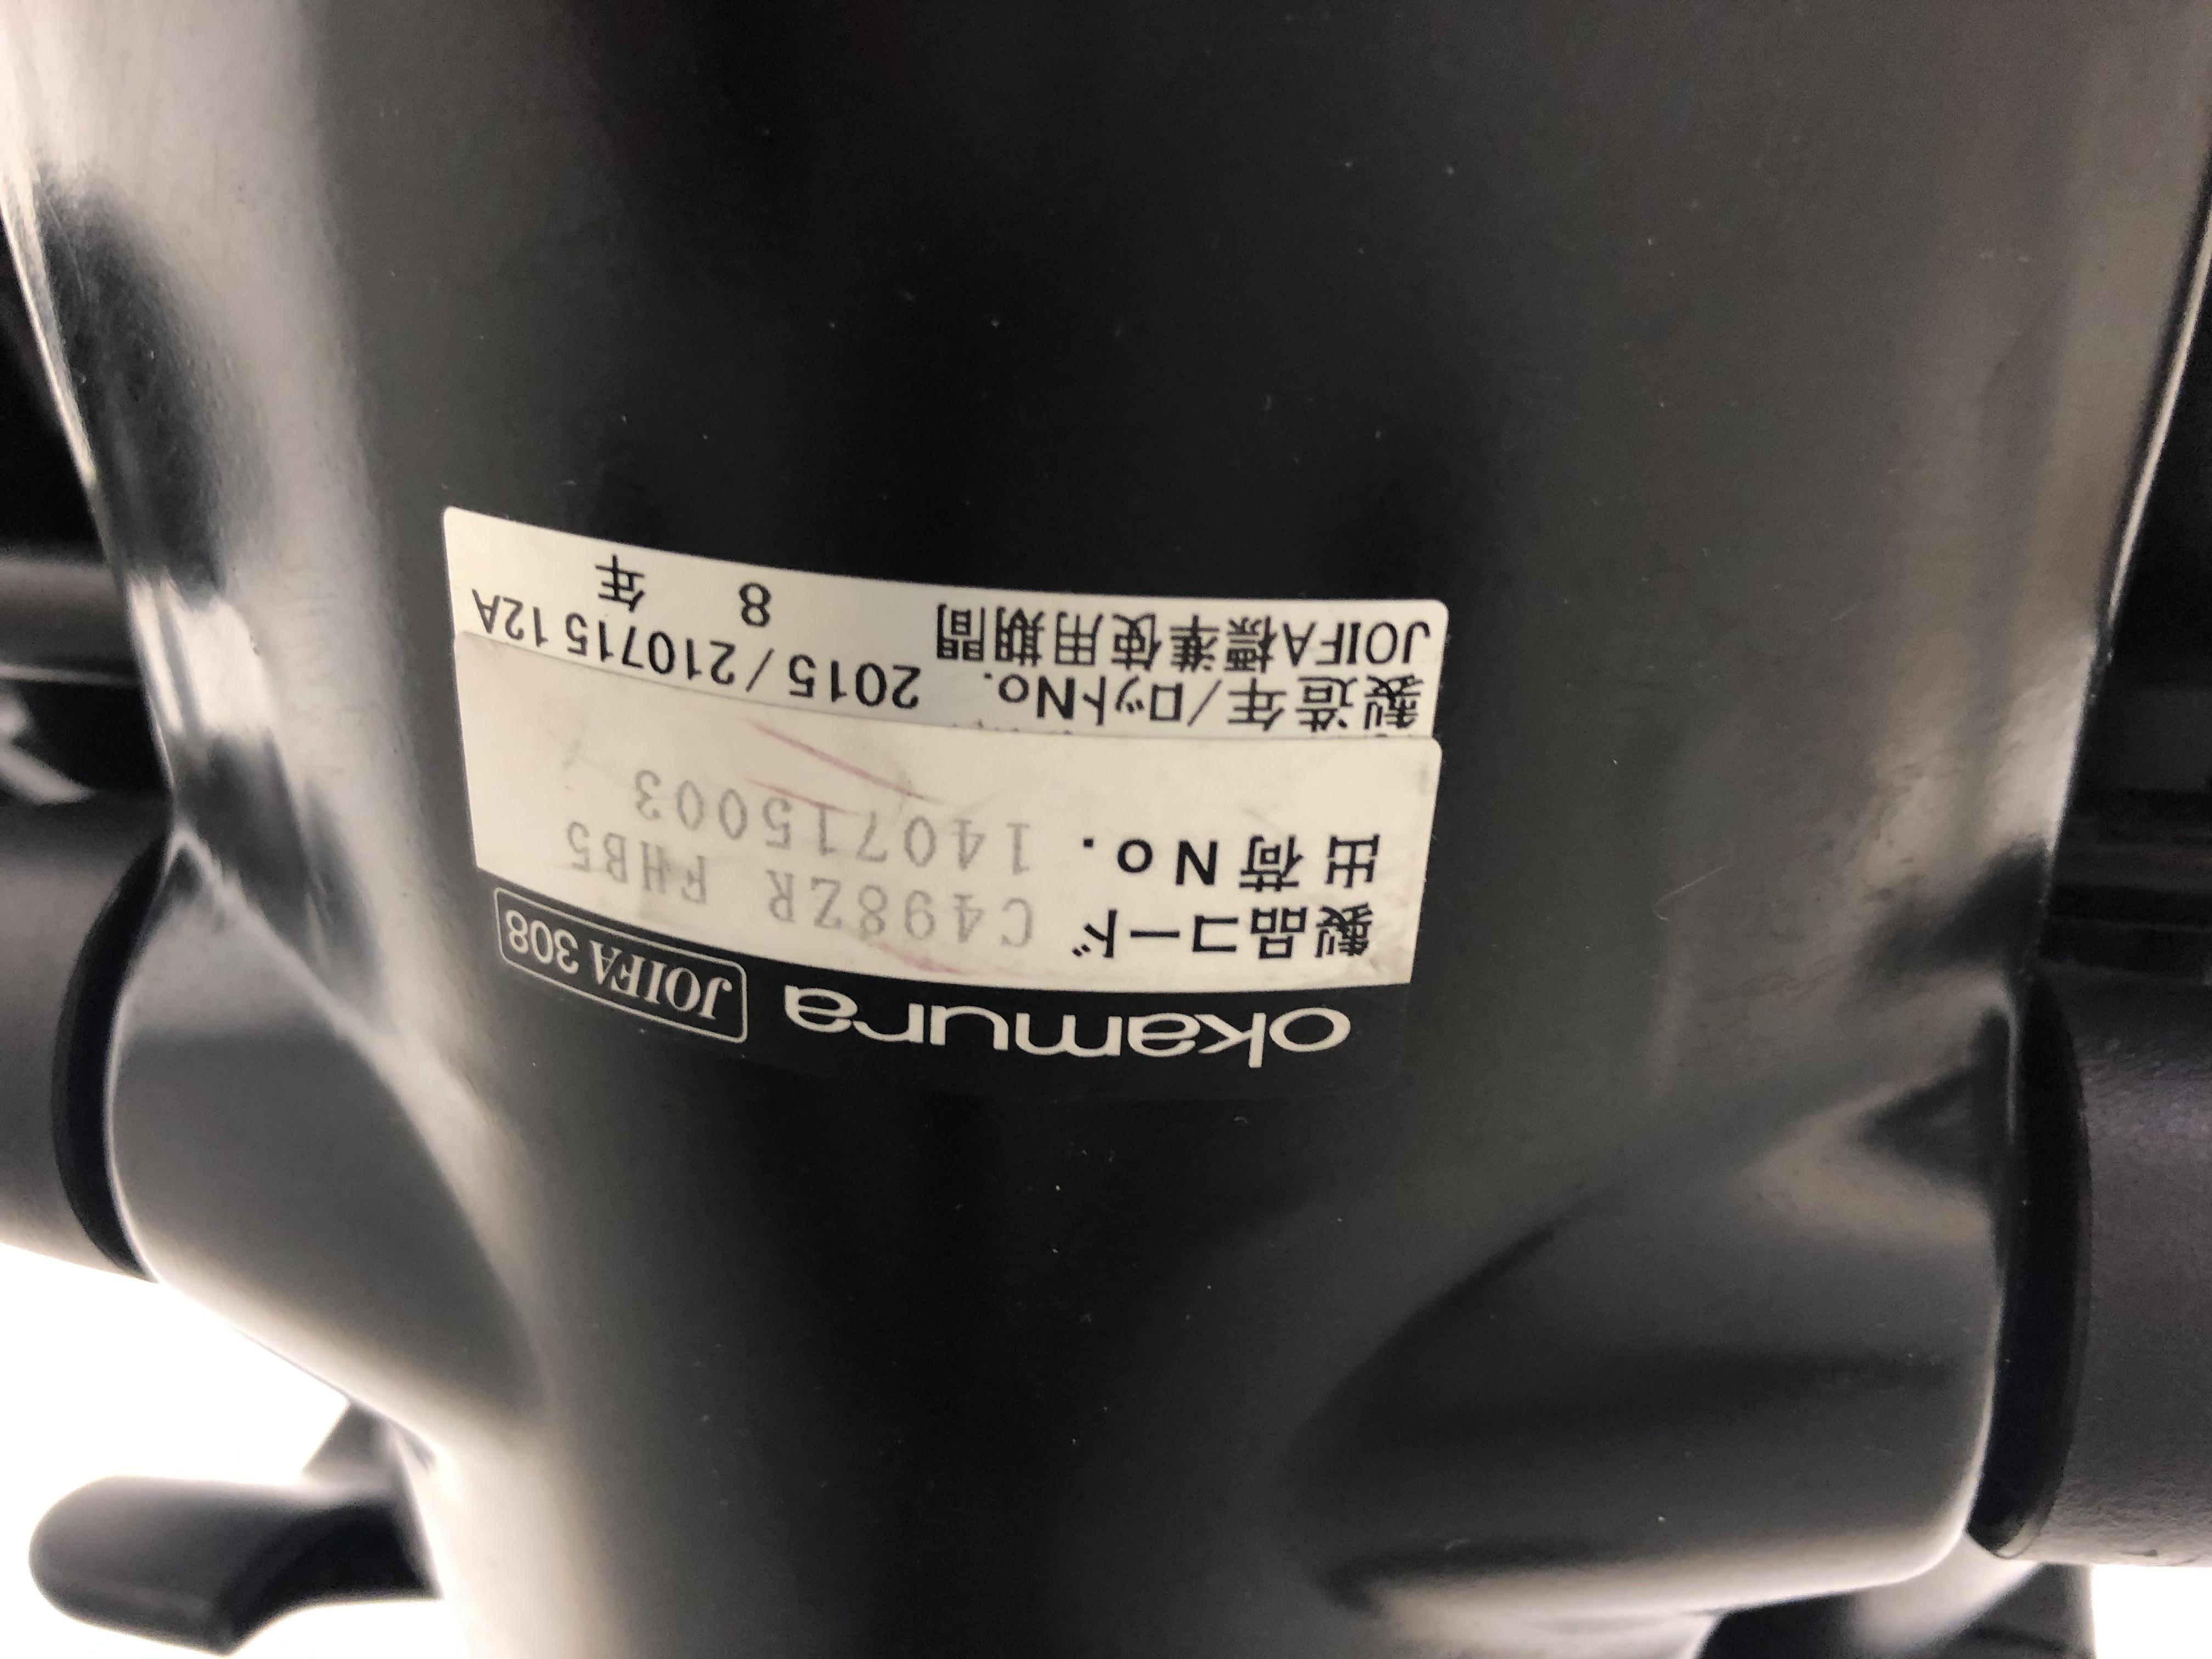 okamura JOIFA 308
製品コード C498ZR FHB5
出荷No. 140715003
製造年/ロットNo. 2015/210715 12A
JOIFA標準使用期間 8 年